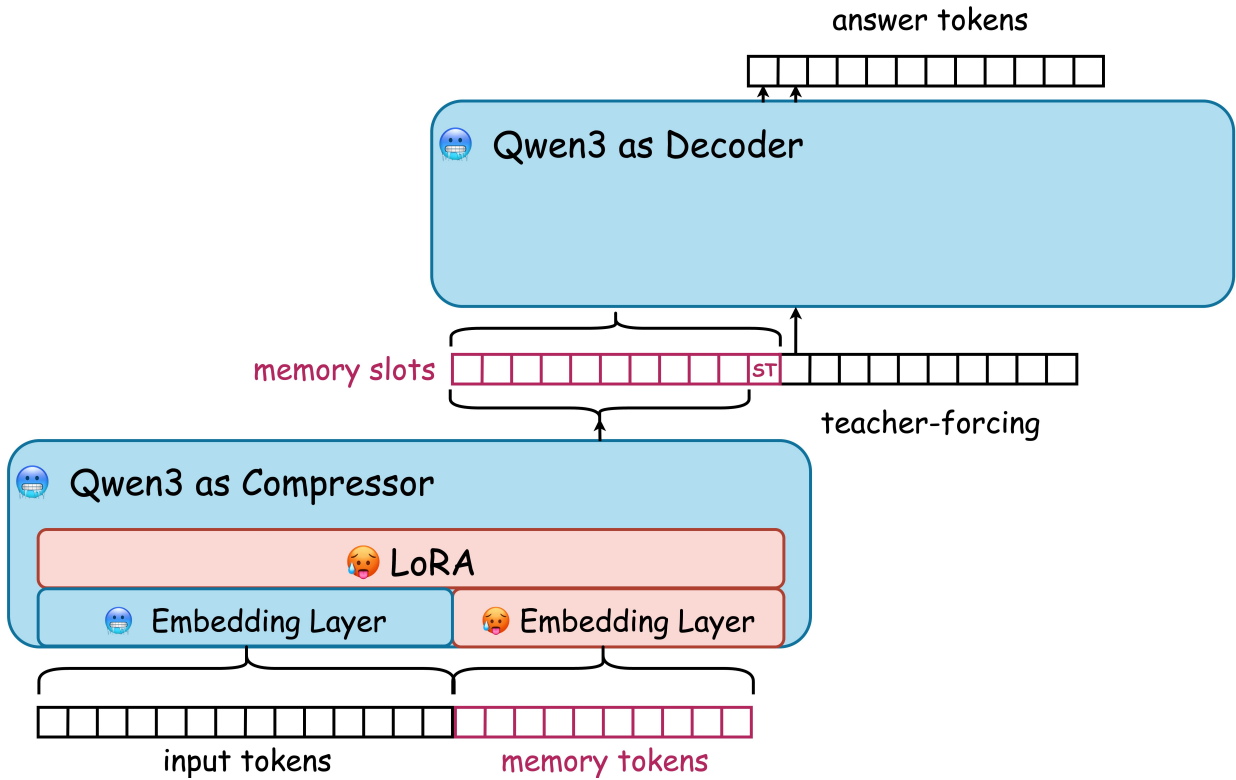 answer tokens
🥶 Qwen3 as Decoder
memory slots
ST
teacher-forcing
🥶 Qwen3 as Compressor
🥵 LoRA
🥶 Embedding Layer
🥵 Embedding Layer
input tokens
memory tokens